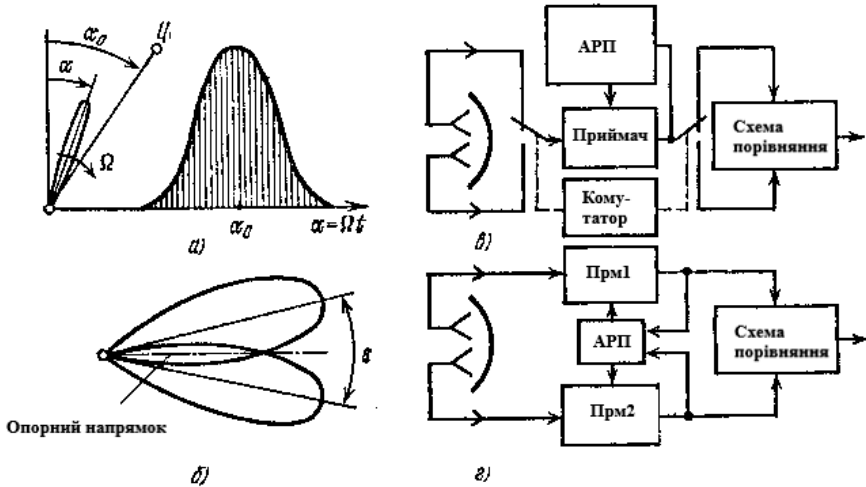 α₀
Ц
α
Ω
α₀
α=Ωt
а)
Опорний напрямок
б)
АРП
Приймач
Кому-
татор
Схема
порівняння
в)
Прм1
АРП
Прм2
Схема
порівняння
г)